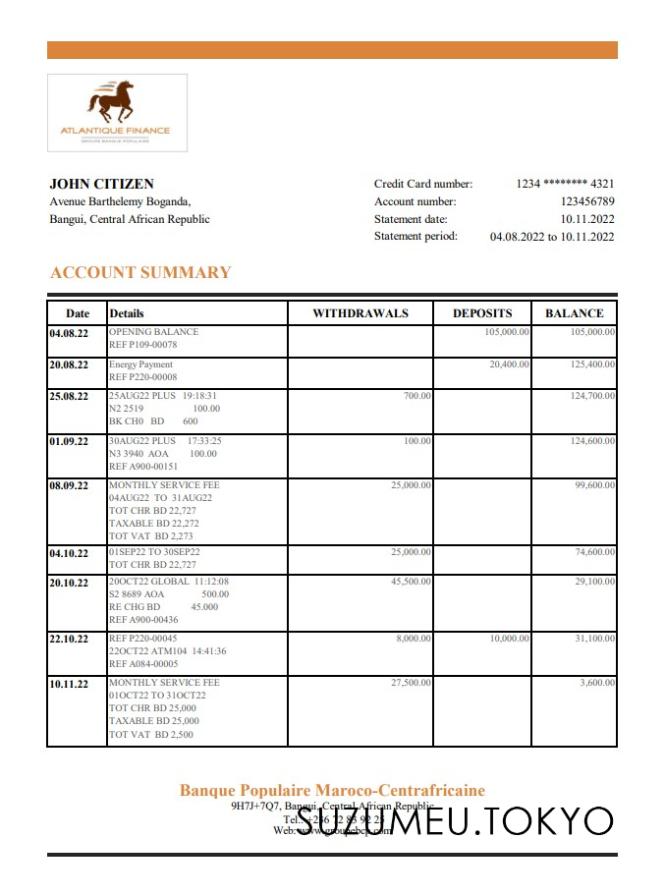 ATLANTIQUE FINANCE
GROUPE BANQUE POPULAIRE
JOHN CITIZEN
Avenue Barthelemy Boganda,
Bangui, Central African Republic
Credit Card number: 1234 ******** 4321
Account number: 123456789
Statement date: 10.11.2022
Statement period: 04.08.2022 to 10.11.2022
ACCOUNT SUMMARY
Date Details WITHDRAWALS DEPOSITS BALANCE
04.08.22 OPENING BALANCE 105,000.00 105,000.00
REF P109-00078
20.08.22 Energy Payment 20,400.00 125,400.00
REF P220-00008
25.08.22 25AUG22 PLUS 19:18:31 700.00 124,700.00
N2 2519 100.00
BK CH0 BD 600
01.09.22 30AUG22 PLUS 17:33:25 100.00 124,600.00
N3 3940 AOA 100.00
REF A900-00151
08.09.22 MONTHLY SERVICE FEE 25,000.00 99,600.00
04AUG22 TO 31AUG22
TOT CHR BD 22,727
TAXABLE BD 22,272
TOT VAT BD 2,273
04.10.22 01SEP22 TO 30SEP22 25,000.00 74,600.00
TOT CHR BD 22,727
20.10.22 20OCT22 GLOBAL 11:12:08 45,500.00 29,100.00
S2 8689 AOA 500.00
RE CHG BD 45.000
REF A900-00436
22.10.22 REF P220-00045 8,000.00 10,000.00 31,100.00
22OCT22 ATM104 14:41:36
REF A084-00005
10.11.22 MONTHLY SERVICE FEE 27,500.00 3,600.00
01OCT22 TO 31OCT22
TOT CHR BD 25,000
TAXABLE BD 25,000
TOT VAT BD 2,500
Banque Populaire Maroco-Centrafricaine
9H7J+7Q7, Bangui, Central African Republic
Tel.: +236 72 83 92 25
Web: www.groupebcp.com
SUZUMEU.TOKYO